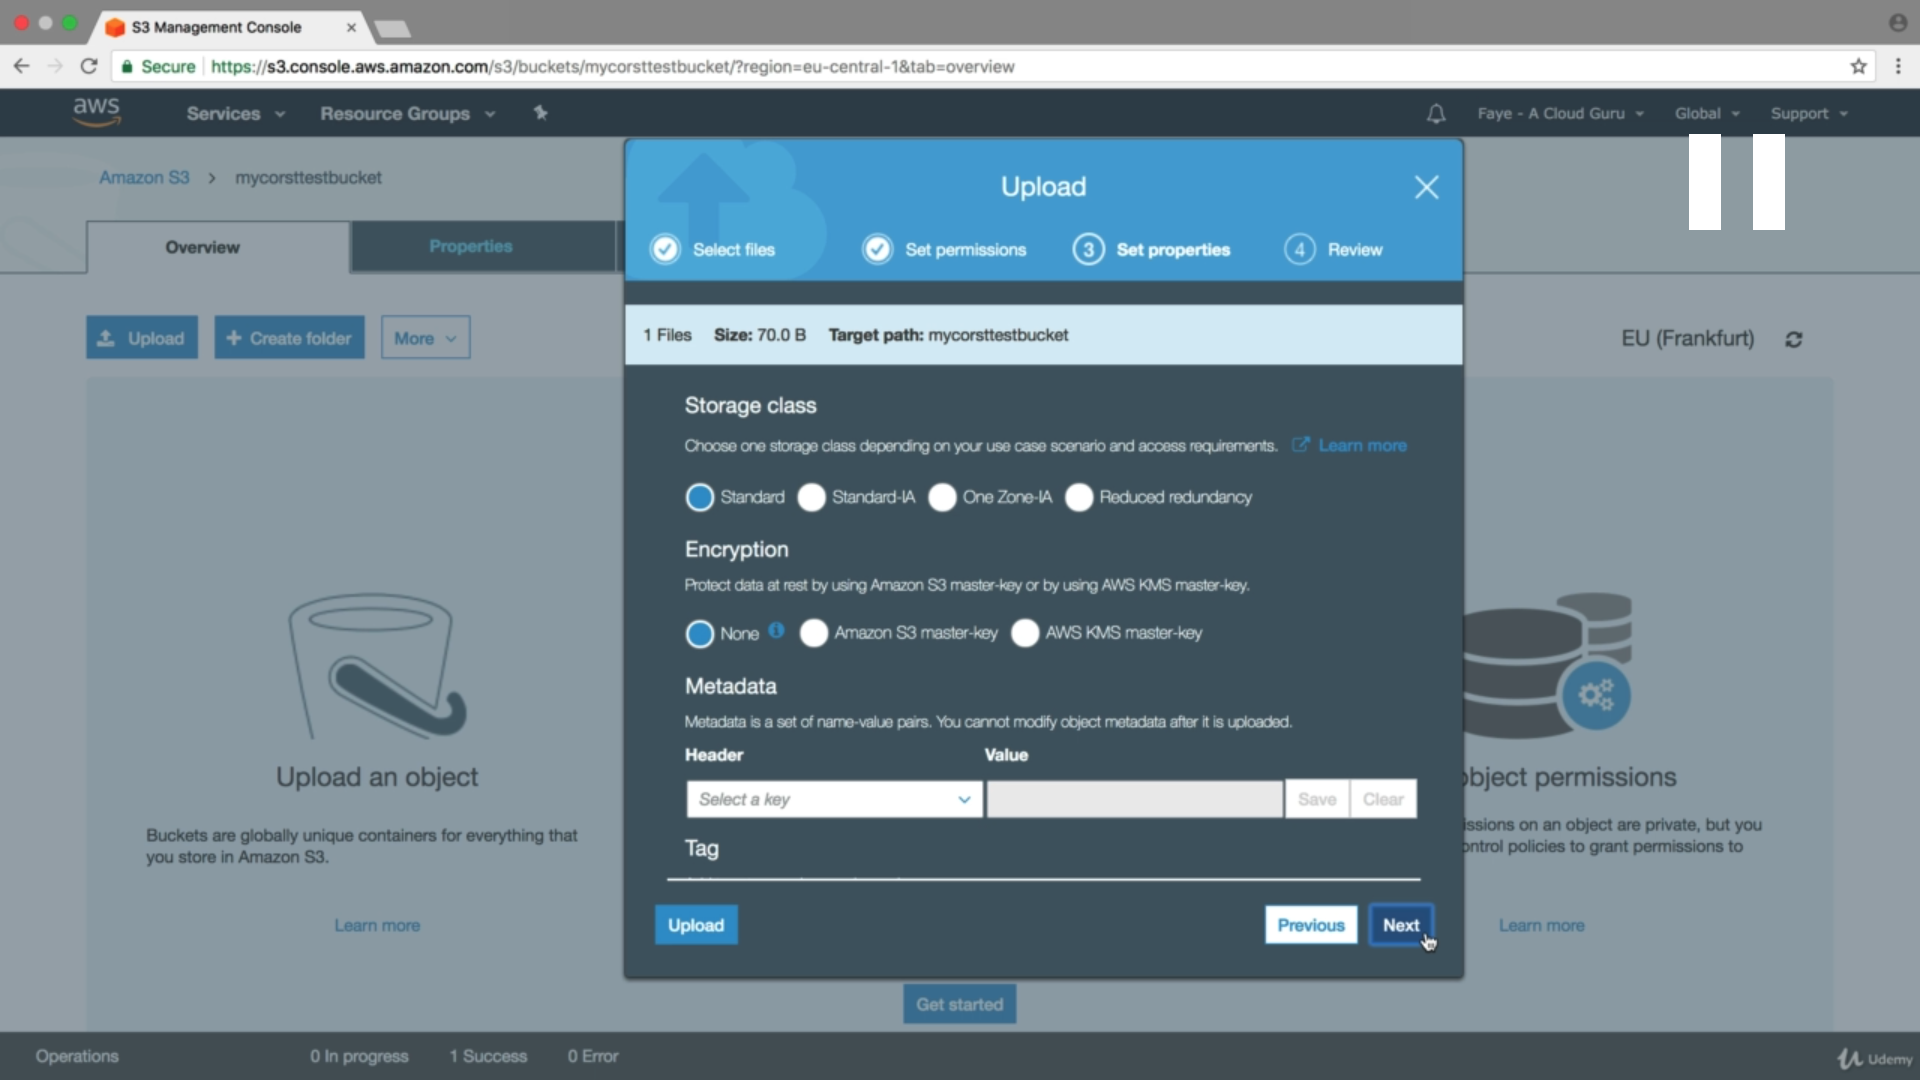 S3 Management Console
Secure https://s3.console.aws.amazon.com/s3/buckets/mycorsttestbucket/?region=eu-central-1&tab=overview
aws Services Resource Groups Faye - A Cloud Guru Global Support
Amazon S3 > mycorsttestbucket
Upload
Overview Properties
Select files Set permissions 3 Set properties 4 Review
Upload + Create folder More
EU (Frankfurt)
1 Files Size: 70.0 B Target path: mycorsttestbucket
Storage class
Choose one storage class depending on your use case scenario and access requirements. Learn more
Standard Standard-IA One Zone-IA Reduced redundancy
Encryption
Protect data at rest by using Amazon S3 master-key or by using AWS KMS master-key.
None Amazon S3 master-key AWS KMS master-key
Metadata
Metadata is a set of name-value pairs. You cannot modify object metadata after it is uploaded.
Header Value
Select a key Save Clear
Tag
Upload Previous Next
Upload an object
Buckets are globally unique containers for everything that
you store in Amazon S3.
Learn more
object permissions
issions on an object are private, but you
ontrol policies to grant permissions to
Learn more
Get started
Operations 0 In progress 1 Success 0 Error
Udemy